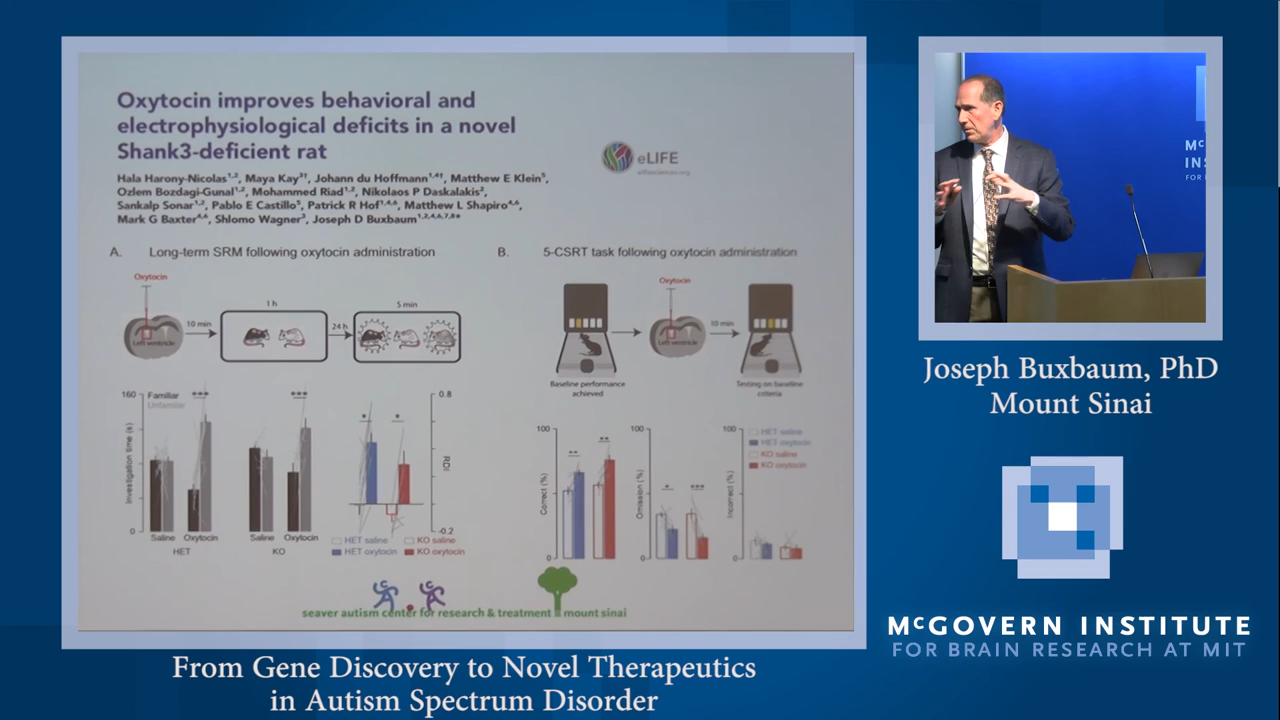 Oxytocin improves behavioral and
electrophysiological deficits in a novel
Shank3-deficient rat
eLIFE
elifesciences.org
Hala Harony-Nicolas1,2, Maya Kay3†, Johann du Hoffmann1,4†, Matthew E Klein5,
Ozlem Bozdagi-Gunal1,2, Mohammed Riad1,2, Nikolaos P Daskalakis2,
Sankalp Sonar1,2, Pablo E Castillo5, Patrick R Hof1,4,6, Matthew L Shapiro4,6,
Mark G Baxter4,6, Shlomo Wagner3, Joseph D Buxbaum1,2,4,6,7,8*
A. Long-term SRM following oxytocin administration
Oxytocin
Left ventricle
10 min
1 h
24 h
5 min
160
Familiar
Unfamiliar
***
***
Investigation time (s)
0
Saline Oxytocin
HET
Saline Oxytocin
KO
* *
0.8
RDI
-0.2
HET saline
HET oxytocin
KO saline
KO oxytocin
B. 5-CSRT task following oxytocin administration
Oxytocin
Left ventricle
10 min
Baseline performance
achieved
Testing on baseline
criteria
100
Correct (%)
0
**
**
100
Omission (%)
0
*
***
100
Incorrect (%)
0
HET saline
HET oxytocin
KO saline
KO oxytocin
seaver autism center for research & treatment mount sinai
From Gene Discovery to Novel Therapeutics
in Autism Spectrum Disorder
Mc
INS
FOR
Joseph Buxbaum, PhD
Mount Sinai
McGOVERN INSTITUTE
FOR BRAIN RESEARCH AT MIT